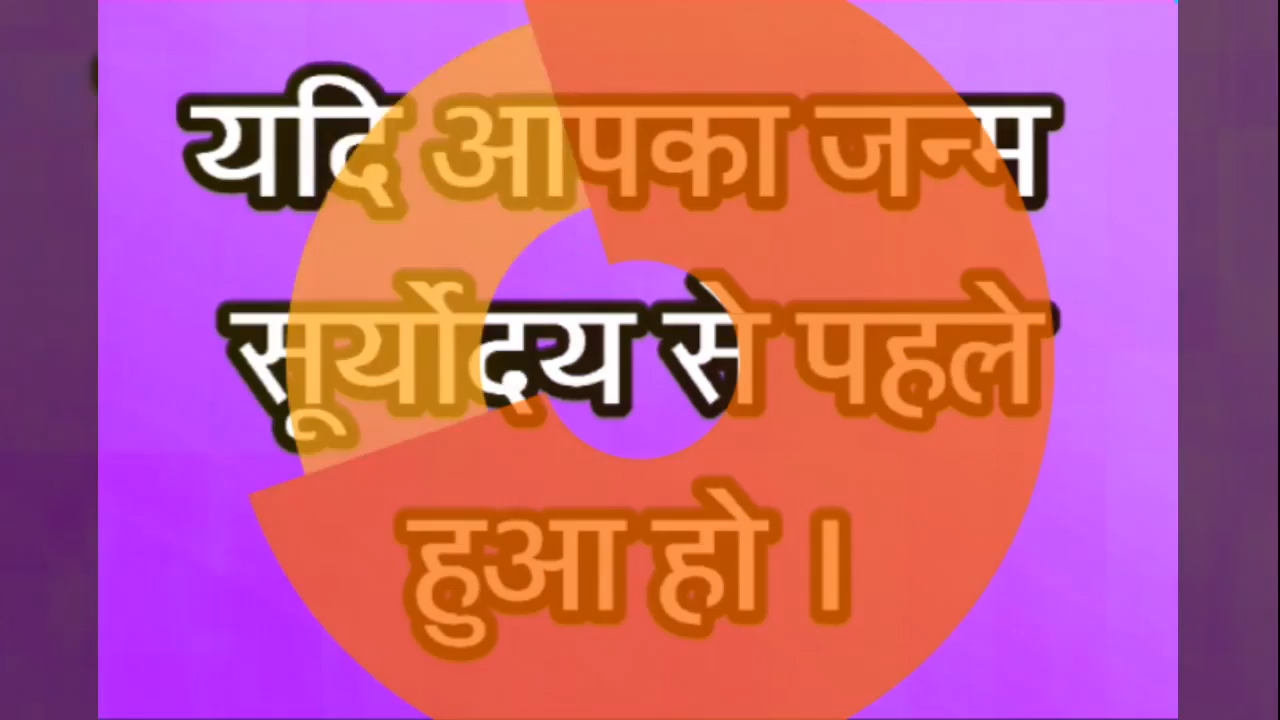 यदि आपका जन्म
सूर्योदय से पहले
हुआ हो ।